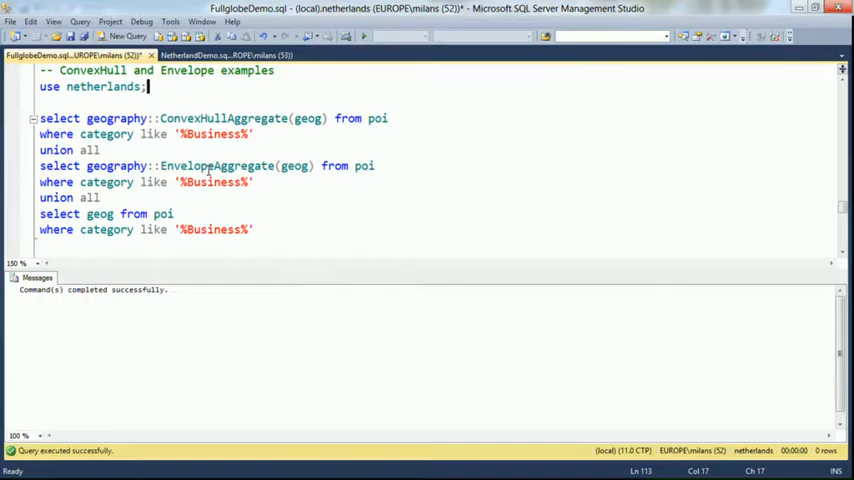 FullglobeDemo.sql - (local).netherlands (EUROPE\milans (52))* - Microsoft SQL Server Management Studio
File Edit View Query Project Debug Tools Window Help
New Query
FullglobeDemo.sql...UROPE\milans (52))* × NetherlandDemo.sq...ROPE\milans (53))
-- ConvexHull and Envelope examples
use netherlands;
select geography::ConvexHullAggregate(geog) from poi
where category like '%Business%'
union all
select geography::EnvelopeAggregate(geog) from poi
where category like '%Business%'
union all
select geog from poi
where category like '%Business%'
150 %
Messages
Command(s) completed successfully.
100 %
Query executed successfully. (local) (11.0 CTP) EUROPE\milans (52) netherlands 00:00:00 0 rows
Ready Ln 113 Col 17 Ch 17 INS